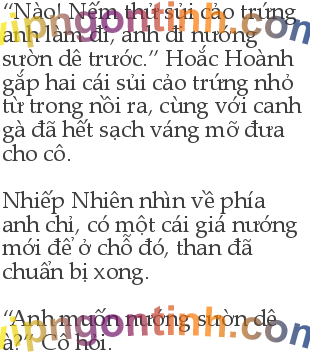 “Nào! Nếm thử sủi cảo trứng
anh làm đi, anh đi nướng
sườn dê trước.” Hoắc Hoành
gắp hai cái sủi cảo trứng nhỏ
từ trong nồi ra, cùng với canh
gà đã hết sạch váng mỡ đưa
cho cô.
Nhiếp Nhiên nhìn về phía
anh chỉ, có một cái giá nướng
mới để ở chỗ đó, than đã
chuẩn bị xong.
“Anh muốn nướng sườn dê
à?” Cô hỏi.
vipngontinh.com
vipngontinh.com